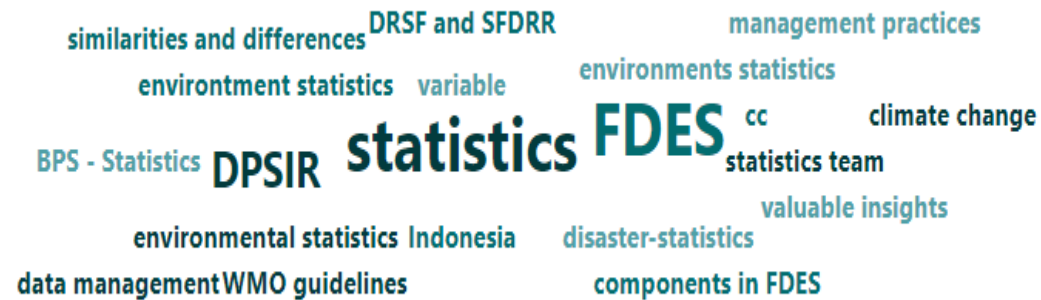 DRSF and SFDRR
management practices
similarities and differences
environments statistics
environtment statistics
variable
FDES
cc
climate change
statistics
BPS - Statistics
DPSIR
statistics team
valuable insights
environmental statistics
Indonesia
disaster-statistics
data management
WMO guidelines
components in FDES